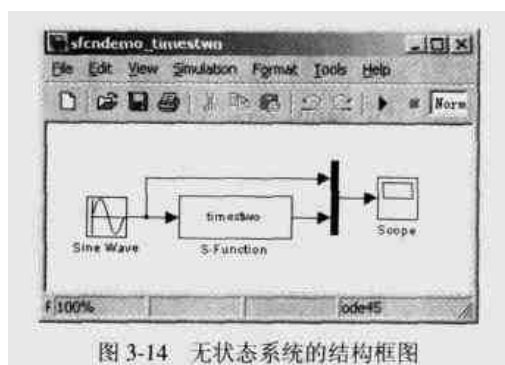 sfcndemo_timestwo
File Edit View Simulation Format Tools Help
Norm
timestwo
Sine Wave
S-Function
Scope
100%
ode45
图 3-14 无状态系统的结构框图